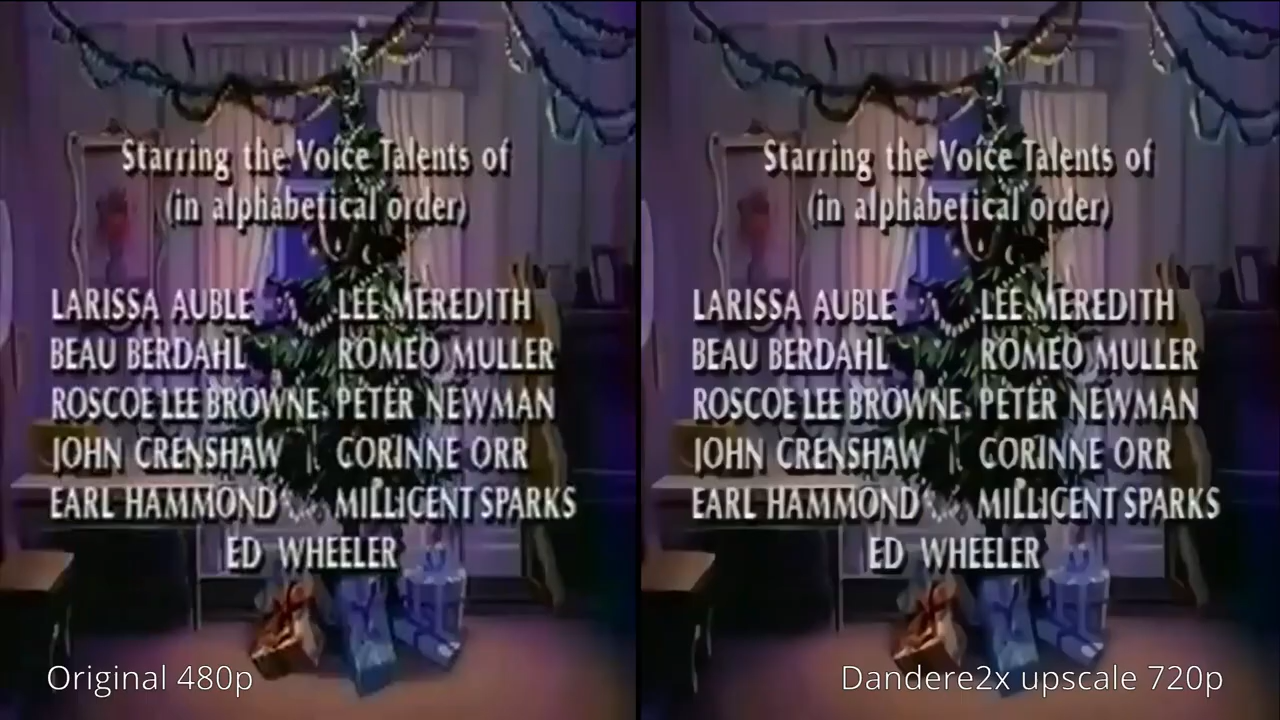 Starring the Voice Talents of
(in alphabetical order)
LARISSA AUBLE LEE MEREDITH
BEAU BERDAHL ROMEO MULLER
ROSCOE LEE BROWNE PETER NEWMAN
JOHN CRENSHAW CORINNE ORR
EARL HAMMOND MILLICENT SPARKS
ED WHEELER
Original 480p
Starring the Voice Talents of
(in alphabetical order)
LARISSA AUBLE LEE MEREDITH
BEAU BERDAHL ROMEO MULLER
ROSCOE LEE BROWNE PETER NEWMAN
JOHN CRENSHAW CORINNE ORR
EARL HAMMOND MILLICENT SPARKS
ED WHEELER
Dandere2x upscale 720p